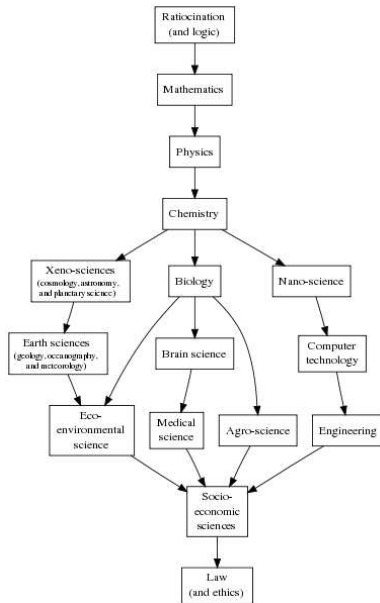 Ratiocination
(and logic)
Mathematics
Physics
Chemistry
Xeno-sciences
(cosmology, astronomy,
and planetary science)
Biology
Nano-science
Earth sciences
(geology, oceanography,
and meteorology)
Brain science
Computer
technology
Eco-
environmental
science
Medical
science
Agro-science
Engineering
Socio-
economic
sciences
Law
(and ethics)